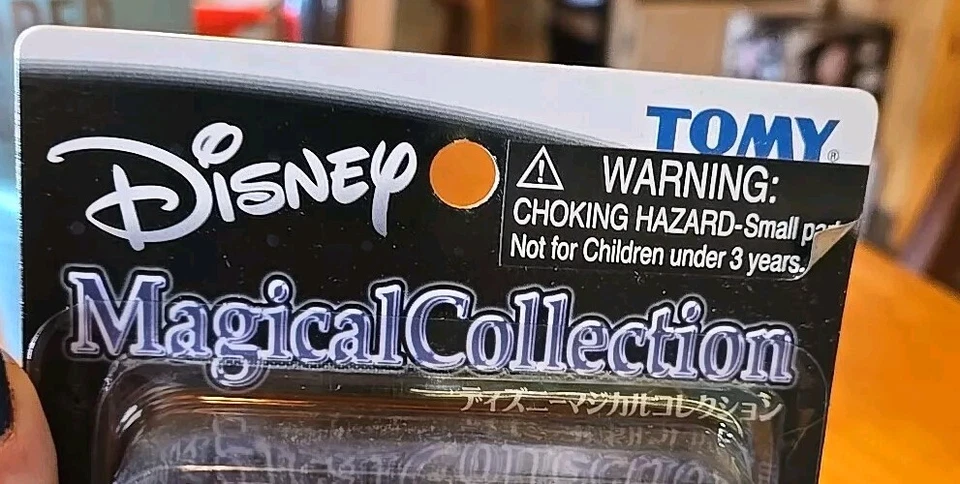 TOMY®
Disney
WARNING:
CHOKING HAZARD-Small
Not for Children under 3 years.
MagicalCollection
ディズニーマジカルコレクション